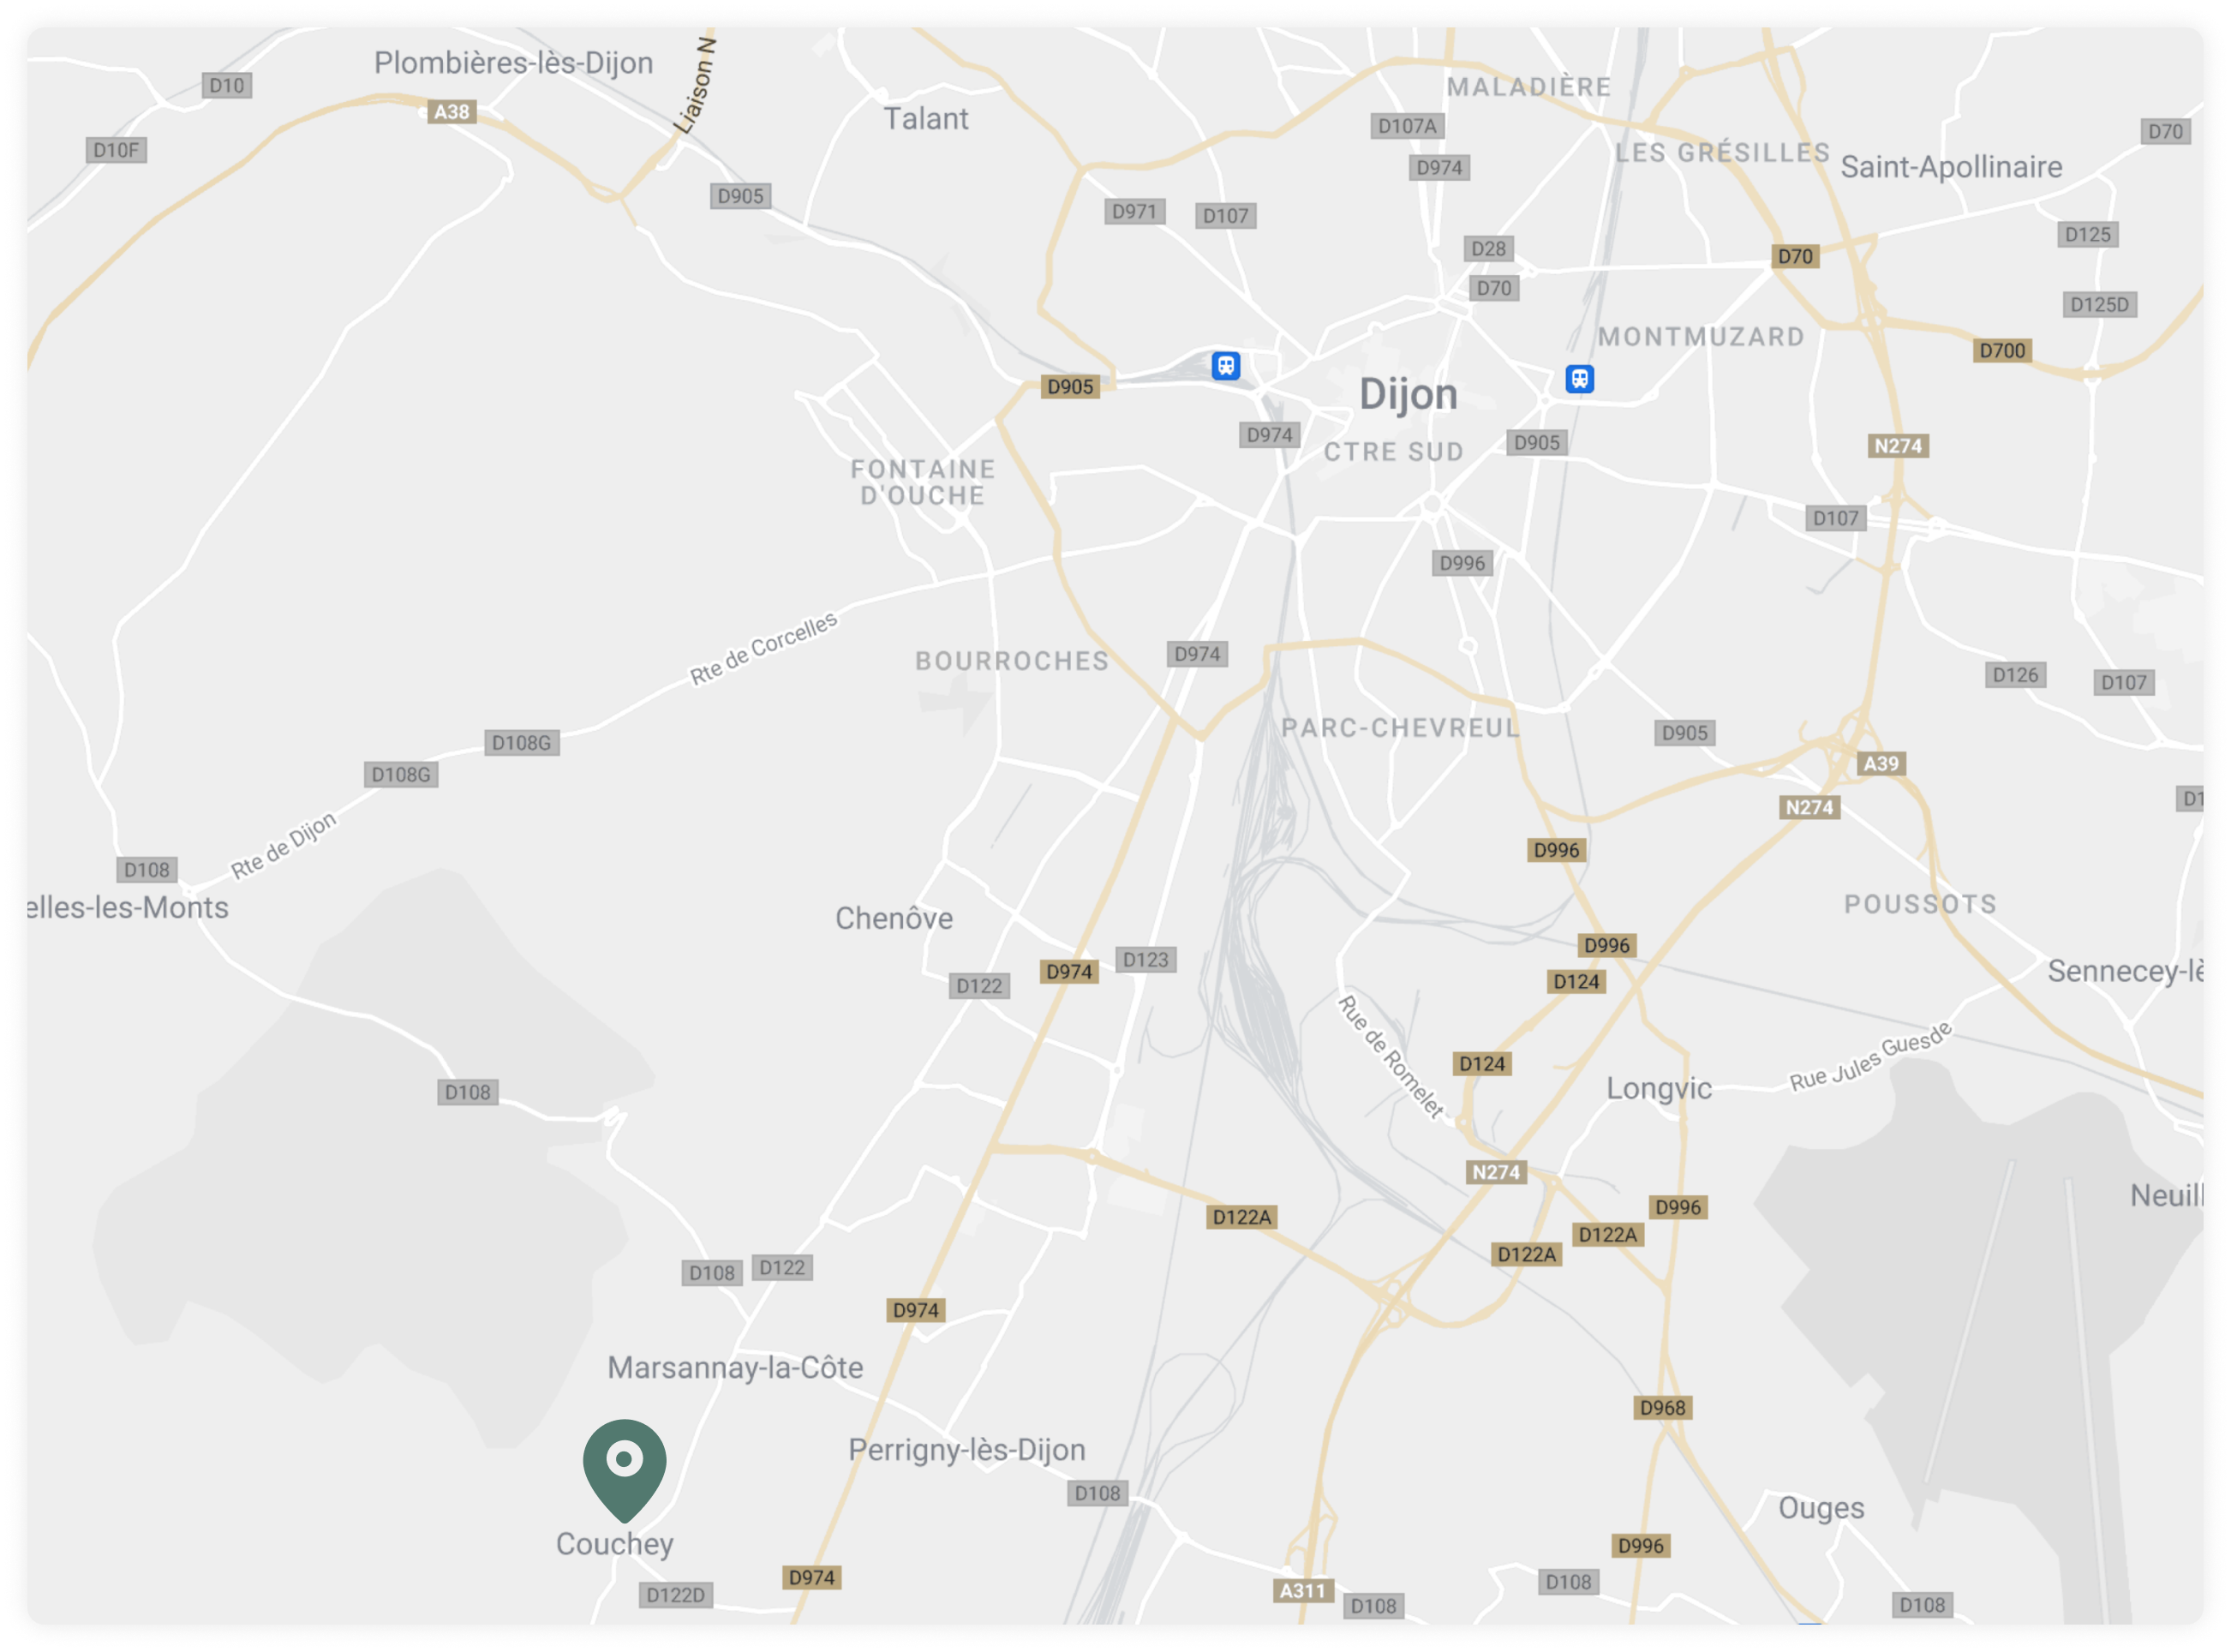 Plombières-lès-Dijon
Liaison N
D10
A38
MALADIÈRE
Talant
D107A
D70
D10F
LES GRÉSILLES
Saint-Apollinaire
D974
D905
D971
D107
D125
D28
D70
D70
D125D
MONTMUZARD
D700
D905
Dijon
D974
CTRE SUD
D905
N274
FONTAINE
D'OUCHE
D107
D996
Rte de Corcelles
BOURROCHES
D974
D126
D107
PARC-CHEVREUL
D905
D108G
D108G
A39
N274
D1
Rte de Dijon
D996
D108
elles-les-Monts
Chenôve
POUSSOTS
D996
D123
D974
D122
D124
Sennecey-lè
Rue de Romelet
Rue Jules Guesde
D124
D108
Longvic
N274
Neuill
D996
D122A
D122A
D122A
D108
D122
D974
Marsannay-la-Côte
D968
Perrigny-lès-Dijon
D108
Ouges
Couchey
D996
D974
D108
A311
D122D
D108
D108